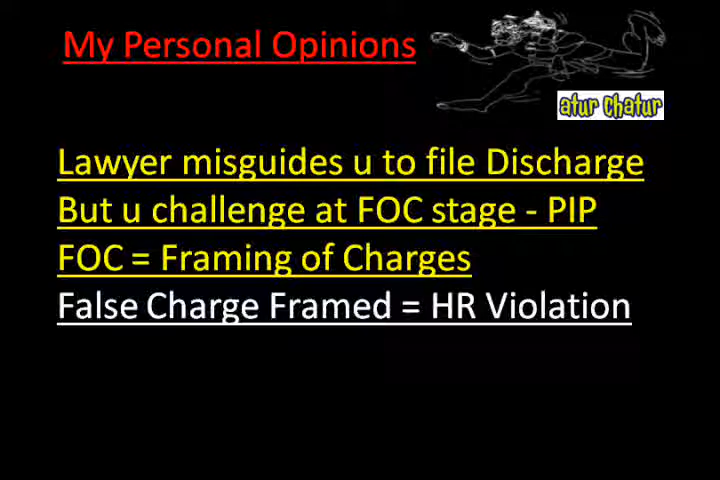 My Personal Opinions
atur chatur
Lawyer misguides u to file Discharge
But u challenge at FOC stage - PIP
FOC = Framing of Charges
False Charge Framed = HR Violation